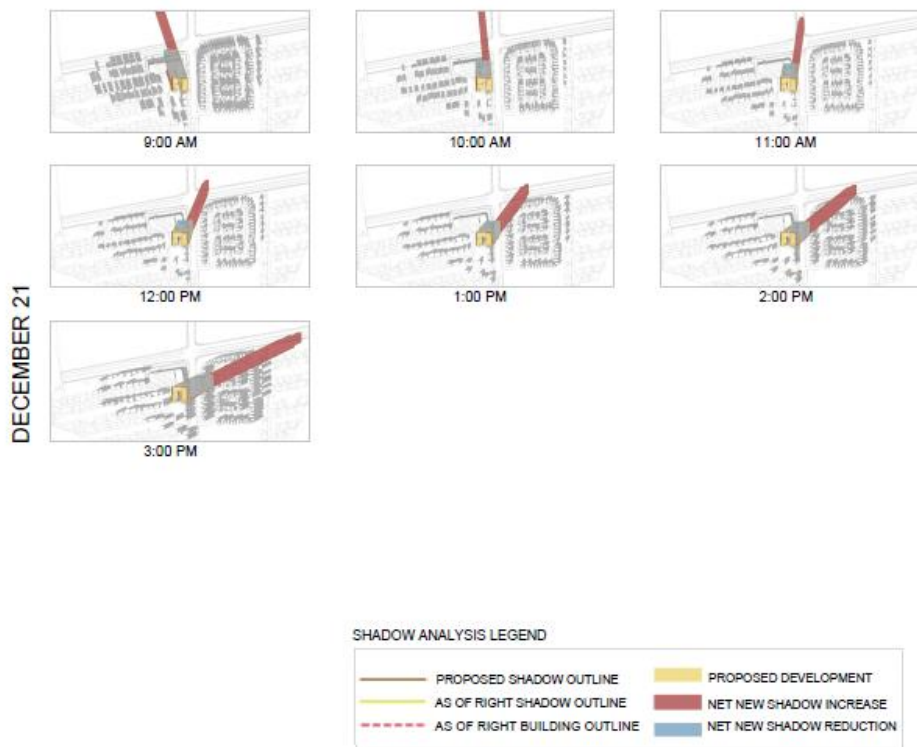 9:00 AM
10:00 AM
11:00 AM
12:00 PM
1:00 PM
2:00 PM
DECEMBER 21
3:00 PM
SHADOW ANALYSIS LEGEND
PROPOSED SHADOW OUTLINE
AS OF RIGHT SHADOW OUTLINE
AS OF RIGHT BUILDING OUTLINE
PROPOSED DEVELOPMENT
NET NEW SHADOW INCREASE
NET NEW SHADOW REDUCTION